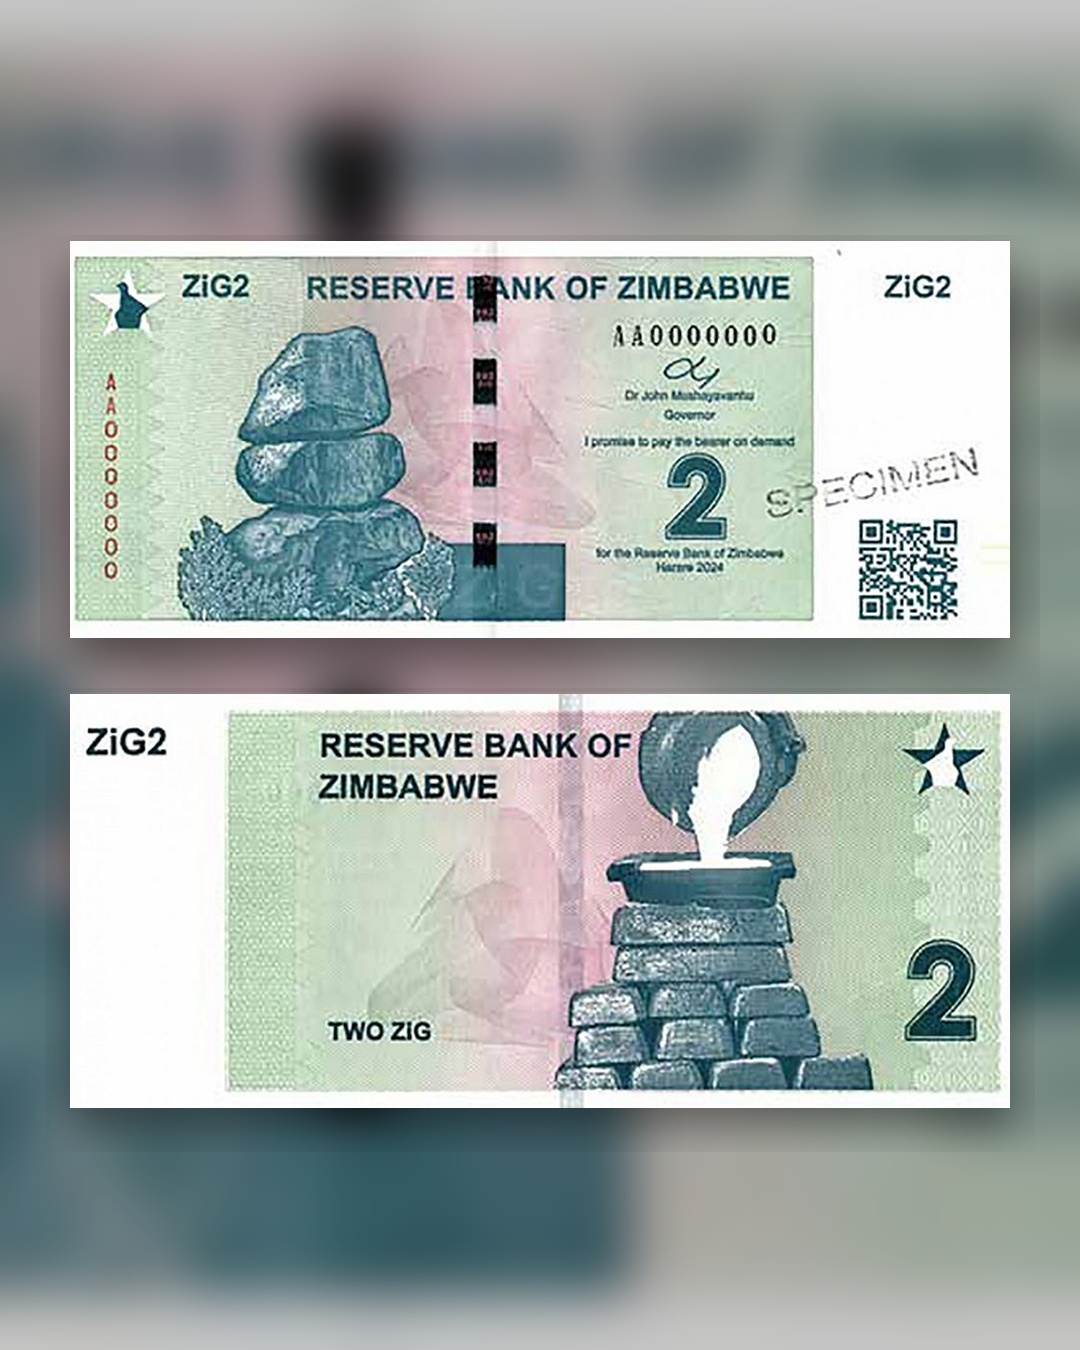 ZiG2
RESERVE BANK OF ZIMBABWE
ZiG2
AA0000000
Dr John Mushayavanhu
Governor
AA0000000
I promise to pay the bearer on demand
2
SPECIMEN
for the Reserve Bank of Zimbabwe
Harare 2024
ZiG2
RESERVE BANK OF
ZIMBABWE
2
TWO ZiG